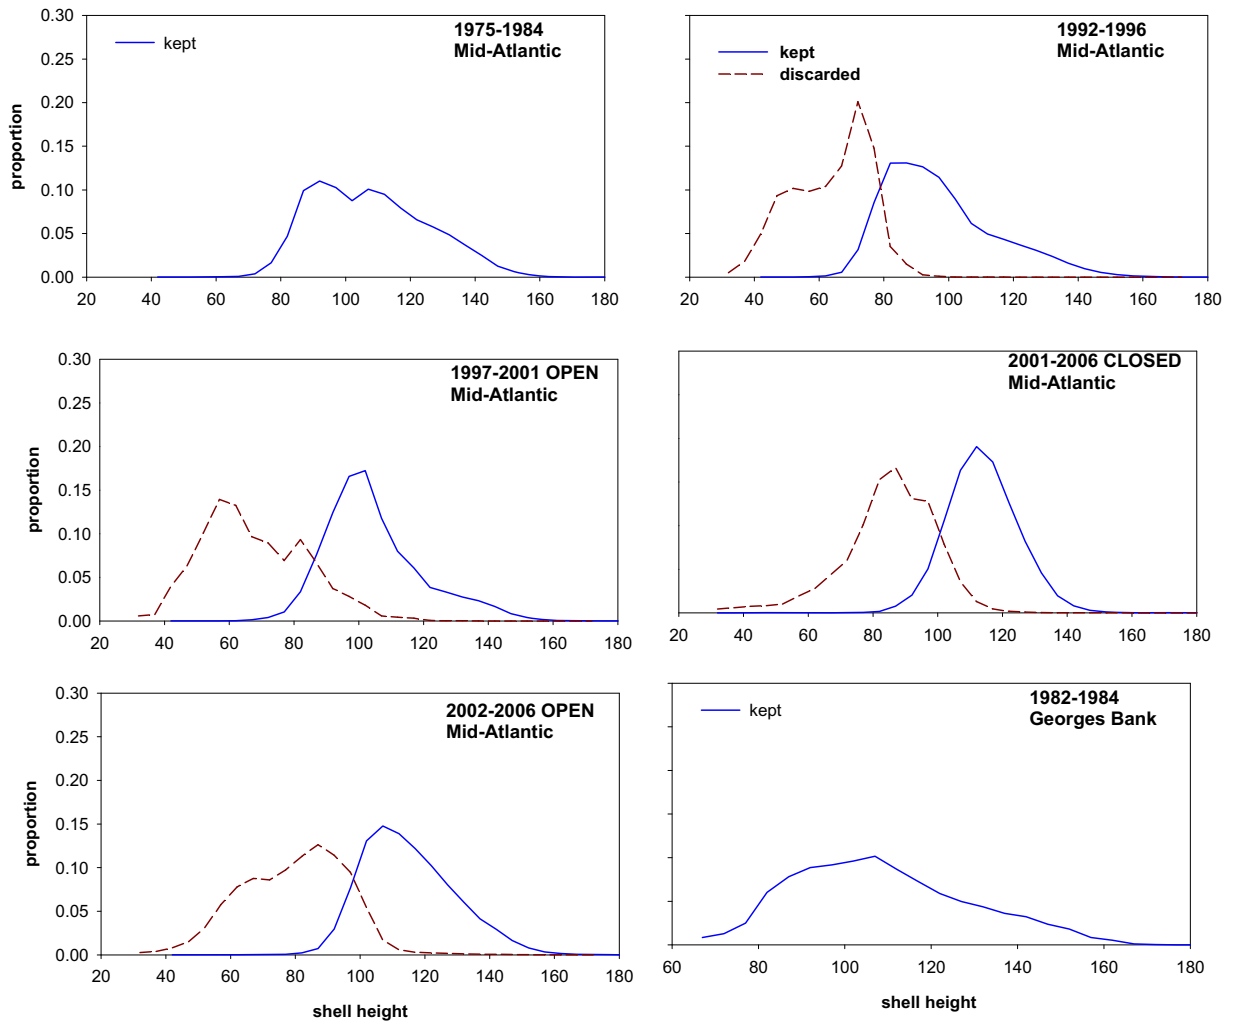 0.30
0.25
0.20
0.15
0.10
0.05
0.00
proportion
kept
1975-1984
Mid-Atlantic
20 40 60 80 100 120 140 160 180
kept
discarded
1992-1996
Mid-Atlantic
20 40 60 80 100 120 140 160 180
0.30
0.25
0.20
0.15
0.10
0.05
0.00
proportion
1997-2001 OPEN
Mid-Atlantic
20 40 60 80 100 120 140 160 180
2001-2006 CLOSED
Mid-Atlantic
20 40 60 80 100 120 140 160 180
0.30
0.25
0.20
0.15
0.10
0.05
0.00
proportion
2002-2006 OPEN
Mid-Atlantic
20 40 60 80 100 120 140 160 180
shell height
kept
1982-1984
Georges Bank
60 80 100 120 140 160 180
shell height